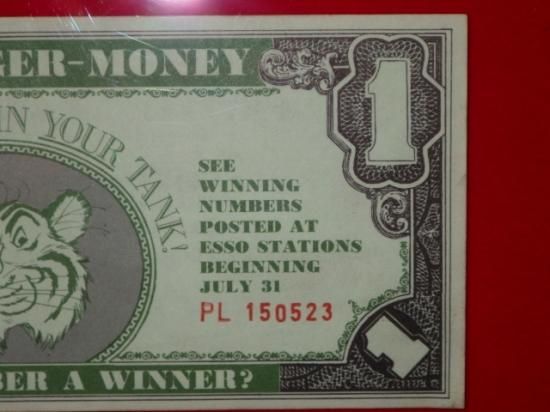 GER-MONEY
1
IN YOUR TANK!
SEE
WINNING
NUMBERS
POSTED AT
ESSO STATIONS
BEGINNING
JULY 31
PL 150523
1
BER A WINNER?